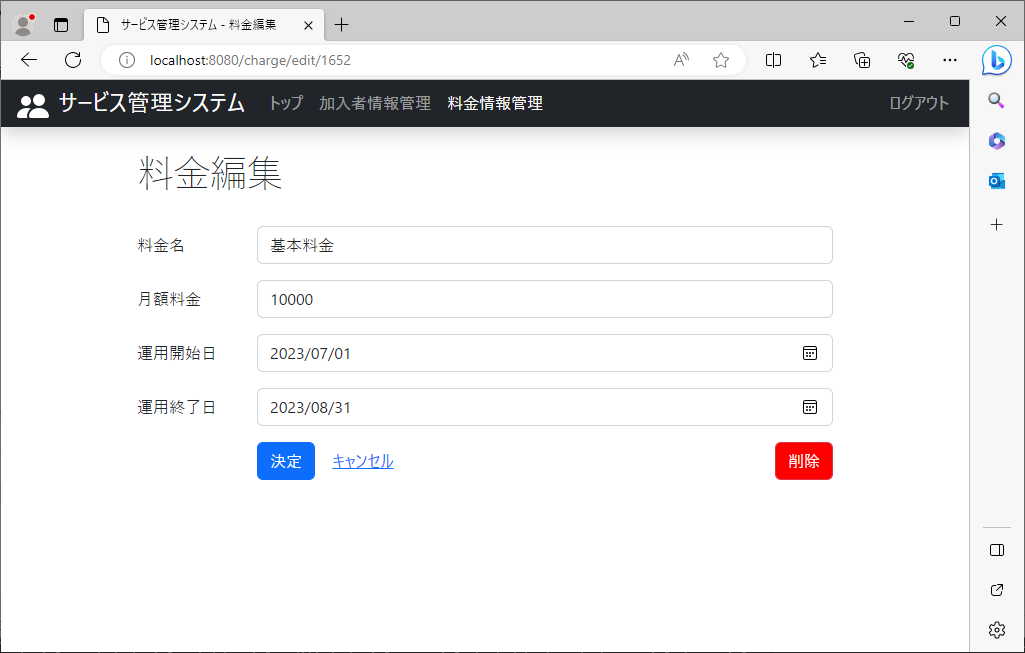 サービス管理システム - 料金編集
localhost:8080/charge/edit/1652
サービス管理システム トップ 加入者情報管理 料金情報管理 ログアウト
料金編集
料金名 基本料金
月額料金 10000
運用開始日 2023/07/01
運用終了日 2023/08/31
決定 キャンセル 削除